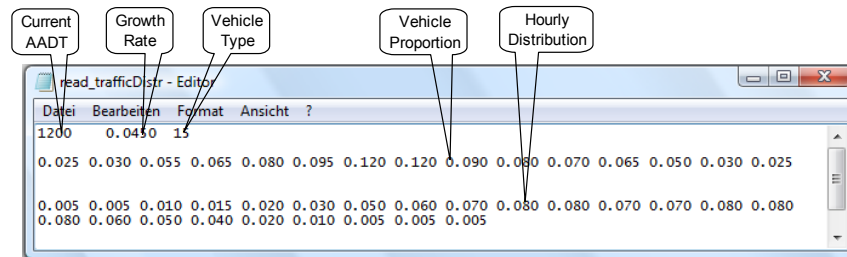 Current AADT
Growth Rate
Vehicle Type
Vehicle Proportion
Hourly Distribution
read_trafficDistr - Editor
Datei Bearbeiten Format Ansicht ?
1200 0.0450 15
0.025 0.030 0.055 0.065 0.080 0.095 0.120 0.120 0.090 0.080 0.070 0.065 0.050 0.030 0.025
0.005 0.005 0.010 0.015 0.020 0.030 0.050 0.060 0.070 0.080 0.080 0.070 0.070 0.080 0.080
0.080 0.060 0.050 0.040 0.020 0.010 0.005 0.005 0.005